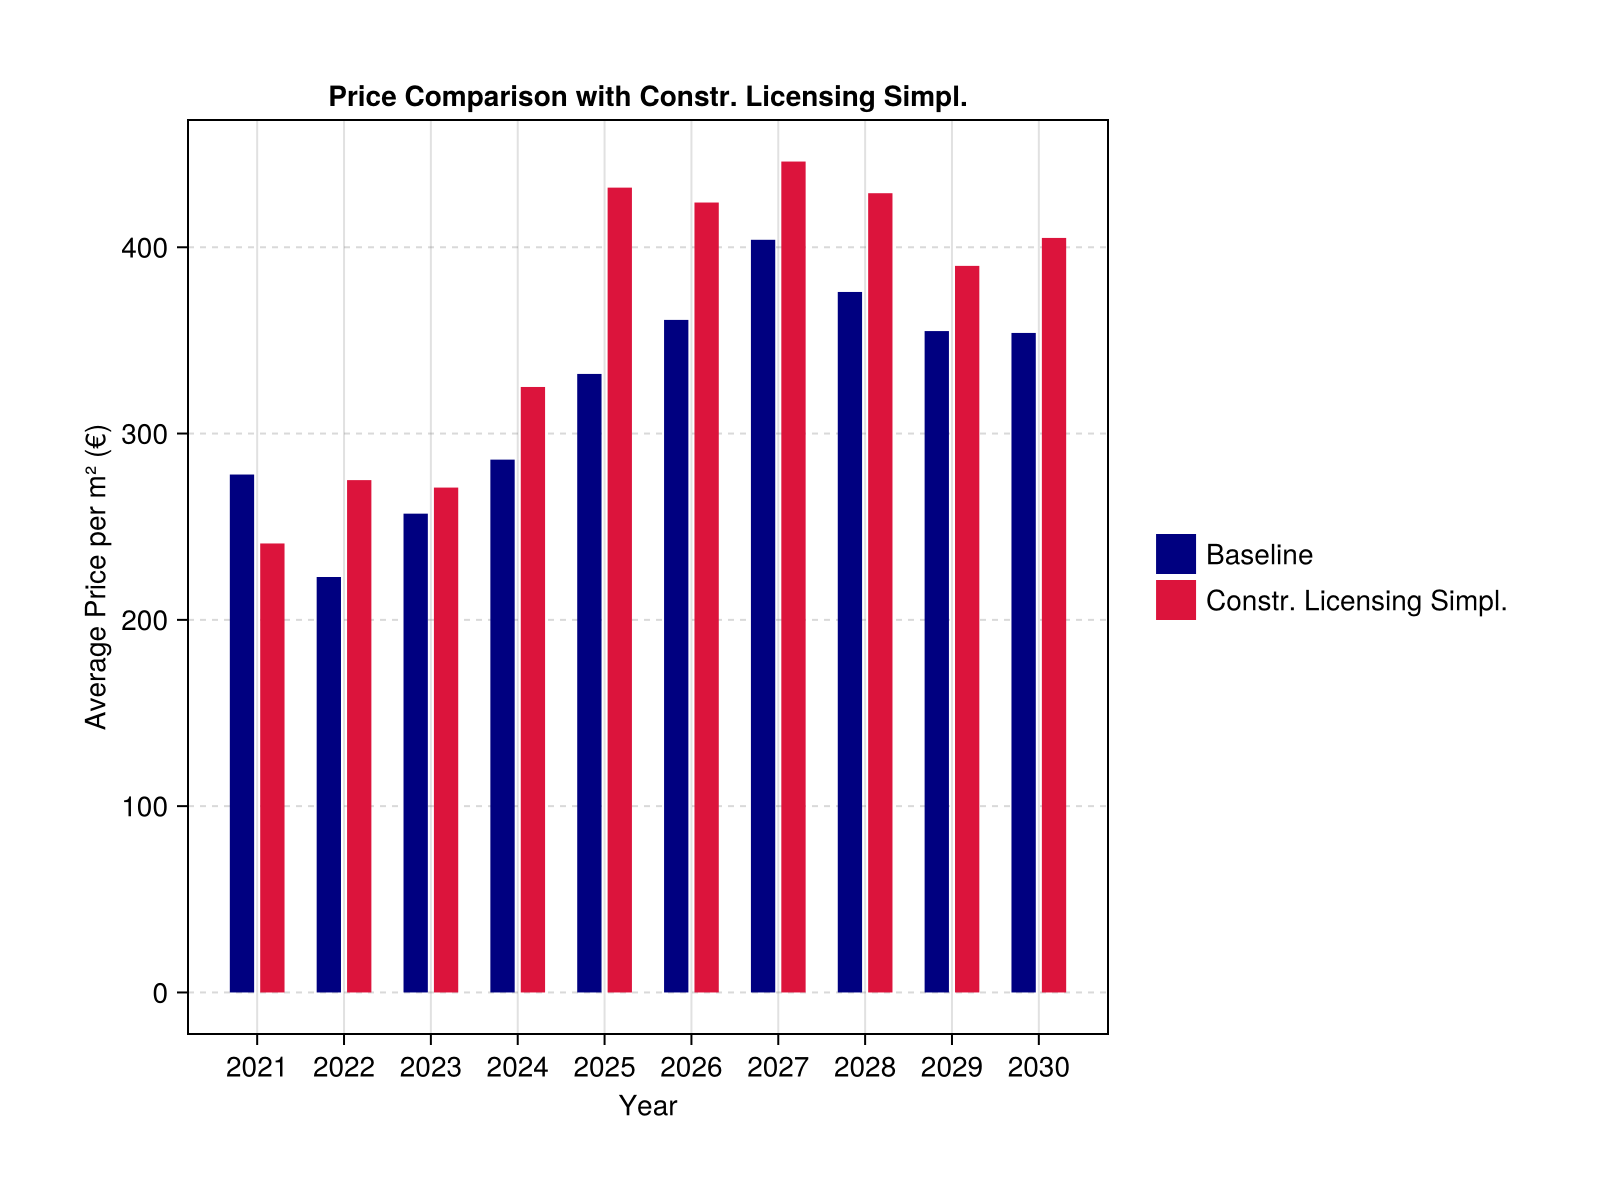 Price Comparison with Constr. Licensing Simpl.
Average Price per m² (€)
400
300
200
100
0
2021 2022 2023 2024 2025 2026 2027 2028 2029 2030
Year
Baseline
Constr. Licensing Simpl.